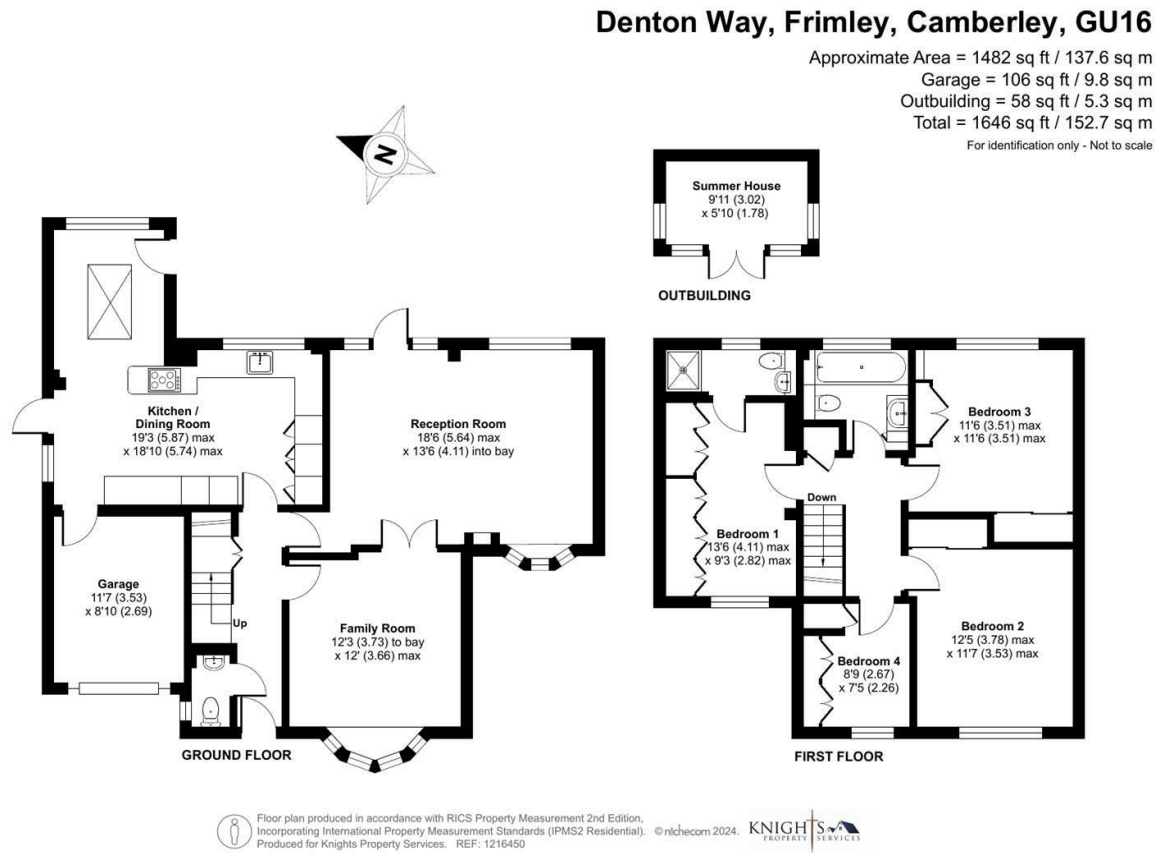 Denton Way, Frimley, Camberley, GU16
Approximate Area = 1482 sq ft / 137.6 sq m
Garage = 106 sq ft / 9.8 sq m
Outbuilding = 58 sq ft / 5.3 sq m
Total = 1646 sq ft / 152.7 sq m
For identification only - Not to scale
N
Summer House
9'11 (3.02)
x 5'10 (1.78)
OUTBUILDING
Kitchen /
Dining Room
19'3 (5.87) max
x 18'10 (5.74) max
Reception Room
18'6 (5.64) max
x 13'6 (4.11) into bay
Garage
11'7 (3.53)
x 8'10 (2.69)
Up
Family Room
12'3 (3.73) to bay
x 12' (3.66) max
GROUND FLOOR
Bedroom 3
11'6 (3.51) max
x 11'6 (3.51) max
Down
Bedroom 1
13'6 (4.11) max
x 9'3 (2.82) max
Bedroom 2
12'5 (3.78) max
x 11'7 (3.53) max
Bedroom 4
8'9 (2.67)
x 7'5 (2.26)
FIRST FLOOR
Floor plan produced in accordance with RICS Property Measurement 2nd Edition,
Incorporating International Property Measurement Standards (IPMS2 Residential). © nichecom 2024.
Produced for Knights Property Services. REF: 1216450
KNIGHTS
PROPERTY SERVICES